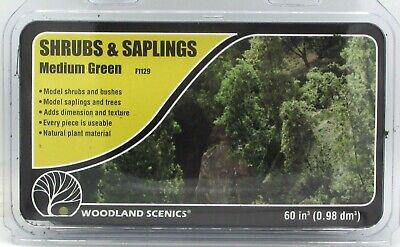 SHRUBS & SAPLINGS
Medium Green F1129
• Model shrubs and bushes
• Model saplings and trees
• Adds dimension and texture
• Every piece is useable
• Natural plant material
WOODLAND SCENICS®
60 in³ (0.98 dm³)